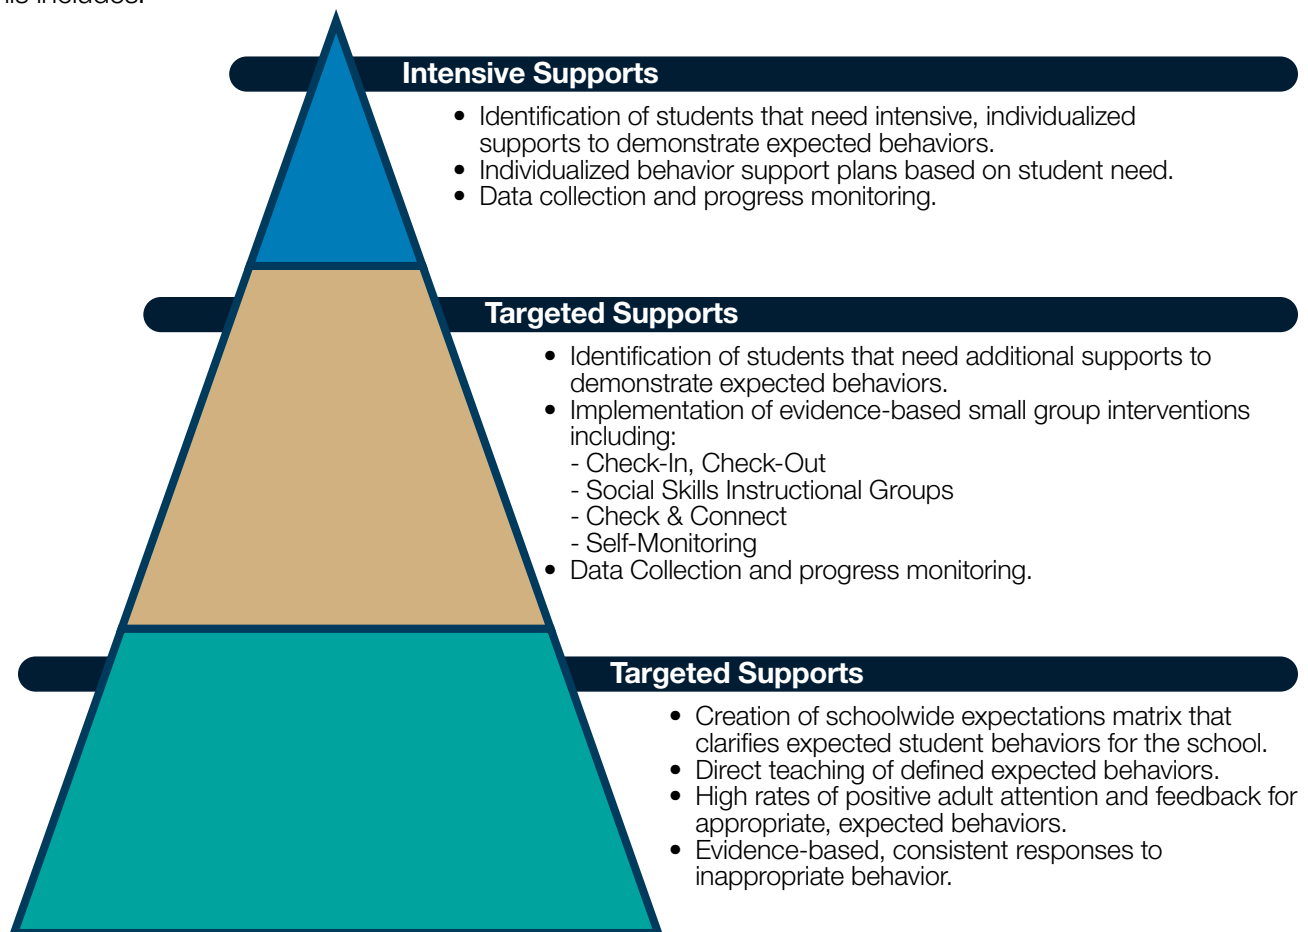 includes:
Intensive Supports
• Identification of students that need intensive, individualized
supports to demonstrate expected behaviors.
• Individualized behavior support plans based on student need.
• Data collection and progress monitoring.
Targeted Supports
• Identification of students that need additional supports to
demonstrate expected behaviors.
• Implementation of evidence-based small group interventions
including:
- Check-In, Check-Out
- Social Skills Instructional Groups
- Check & Connect
- Self-Monitoring
• Data Collection and progress monitoring.
Targeted Supports
• Creation of schoolwide expectations matrix that
clarifies expected student behaviors for the school.
• Direct teaching of defined expected behaviors.
• High rates of positive adult attention and feedback for
appropriate, expected behaviors.
• Evidence-based, consistent responses to
inappropriate behavior.